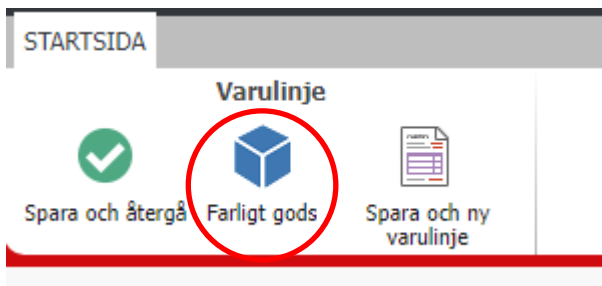 STARTSIDA
Varulinje
Spara och återgå Farligt gods Spara och ny
varulinje